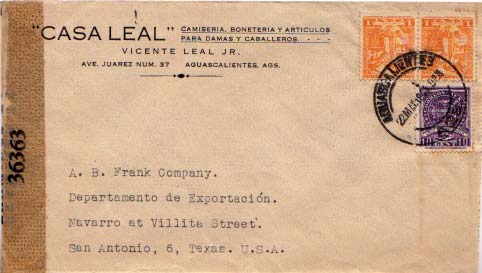 "CASA LEAL"
CAMISERIA, BONETERIA Y ARTICULOS
PARA DAMAS Y CABALLEROS.
VICENTE LEAL JR.
AVE. JUAREZ NUM. 37 AGUASCALIENTES, AGS.
AGUASCALIENTES
36363
A. B. Frank Company.
Departamento de Exportación.
Navarro at Villita Street.
San Antonio, 6, Texas. U.S.A.